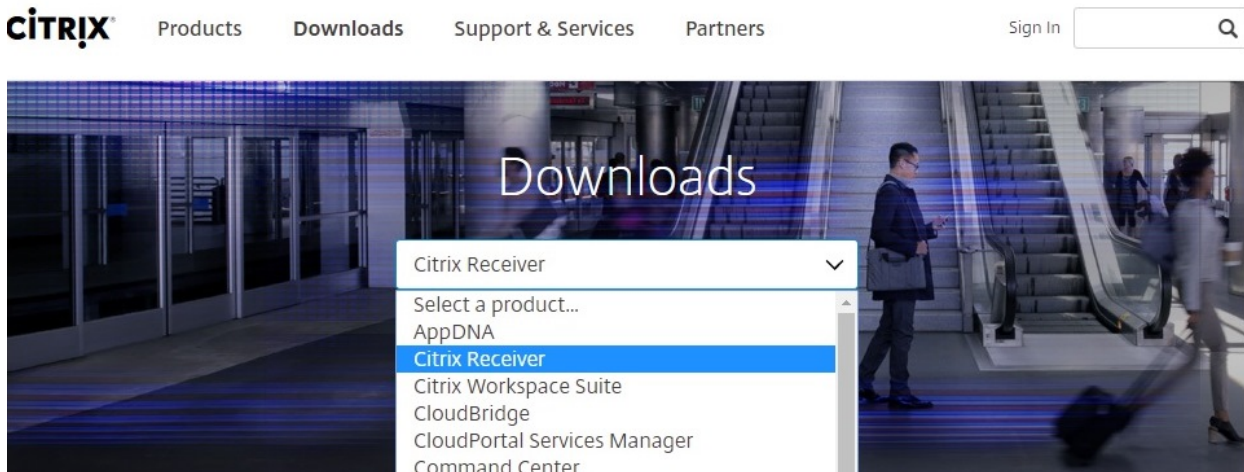 CİTRIX
Products
Downloads
Support & Services
Partners
Sign In
Downloads
Citrix Receiver
Select a product...
AppDNA
Citrix Receiver
Citrix Workspace Suite
CloudBridge
CloudPortal Services Manager
Command Center